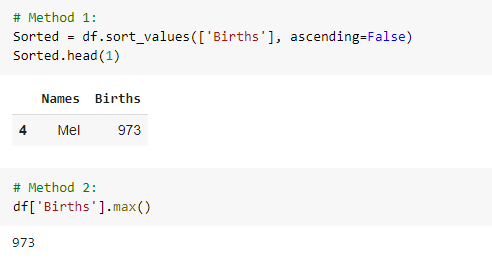 # Method 1:
Sorted = df.sort_values(['Births'], ascending=False)
Sorted.head(1)
Names Births
4 Mel 973
# Method 2:
df['Births'].max()
973